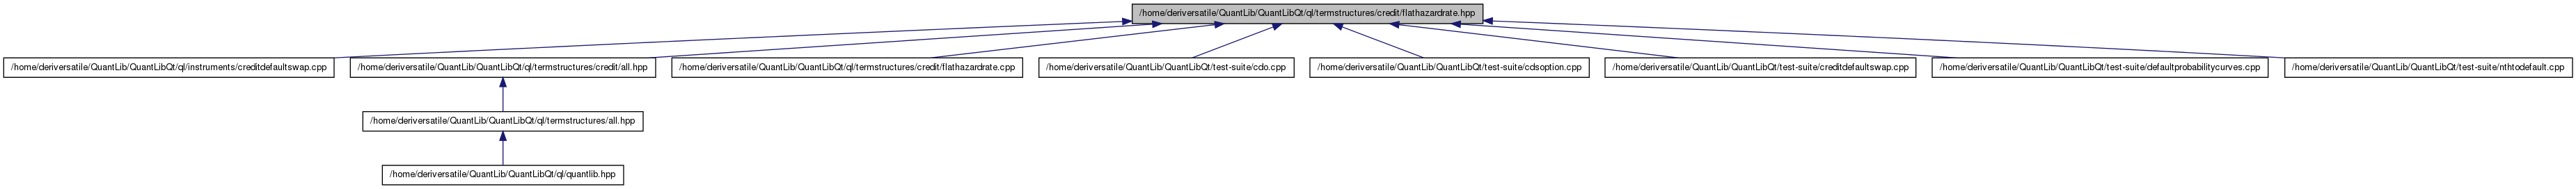 /home/deriversatile/QuantLib/QuantLibQt/ql/termstructures/credit/flathazardrate.hpp
/home/deriversatile/QuantLib/QuantLibQt/ql/instruments/creditdefaultswap.cpp
/home/deriversatile/QuantLib/QuantLibQt/ql/termstructures/credit/all.hpp
/home/deriversatile/QuantLib/QuantLibQt/ql/termstructures/credit/flathazardrate.cpp
/home/deriversatile/QuantLib/QuantLibQt/test-suite/cdo.cpp
/home/deriversatile/QuantLib/QuantLibQt/test-suite/cdsoption.cpp
/home/deriversatile/QuantLib/QuantLibQt/test-suite/creditdefaultswap.cpp
/home/deriversatile/QuantLib/QuantLibQt/test-suite/defaultprobabilitycurves.cpp
/home/deriversatile/QuantLib/QuantLibQt/test-suite/nthtodefault.cpp
/home/deriversatile/QuantLib/QuantLibQt/ql/termstructures/all.hpp
/home/deriversatile/QuantLib/QuantLibQt/ql/quantlib.hpp